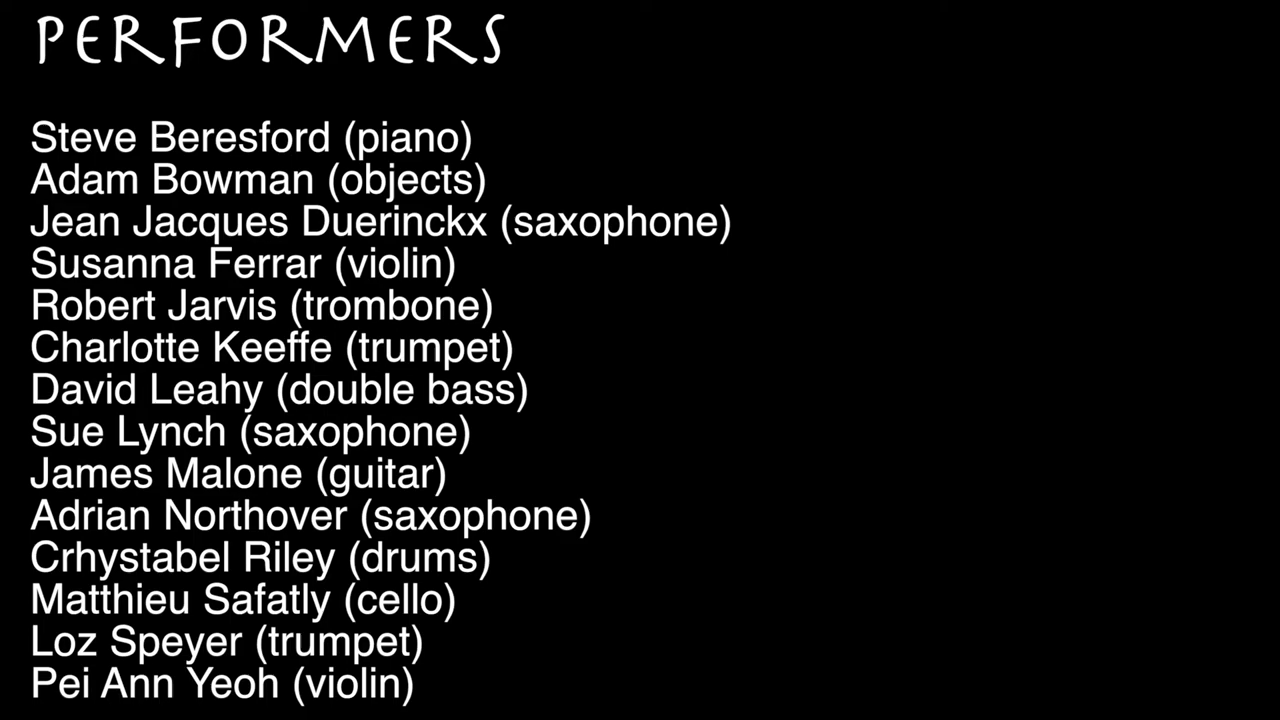 PERFORMERS
Steve Beresford (piano)
Adam Bowman (objects)
Jean Jacques Duerinckx (saxophone)
Susanna Ferrar (violin)
Robert Jarvis (trombone)
Charlotte Keeffe (trumpet)
David Leahy (double bass)
Sue Lynch (saxophone)
James Malone (guitar)
Adrian Northover (saxophone)
Crhystabel Riley (drums)
Matthieu Safatly (cello)
Loz Speyer (trumpet)
Pei Ann Yeoh (violin)